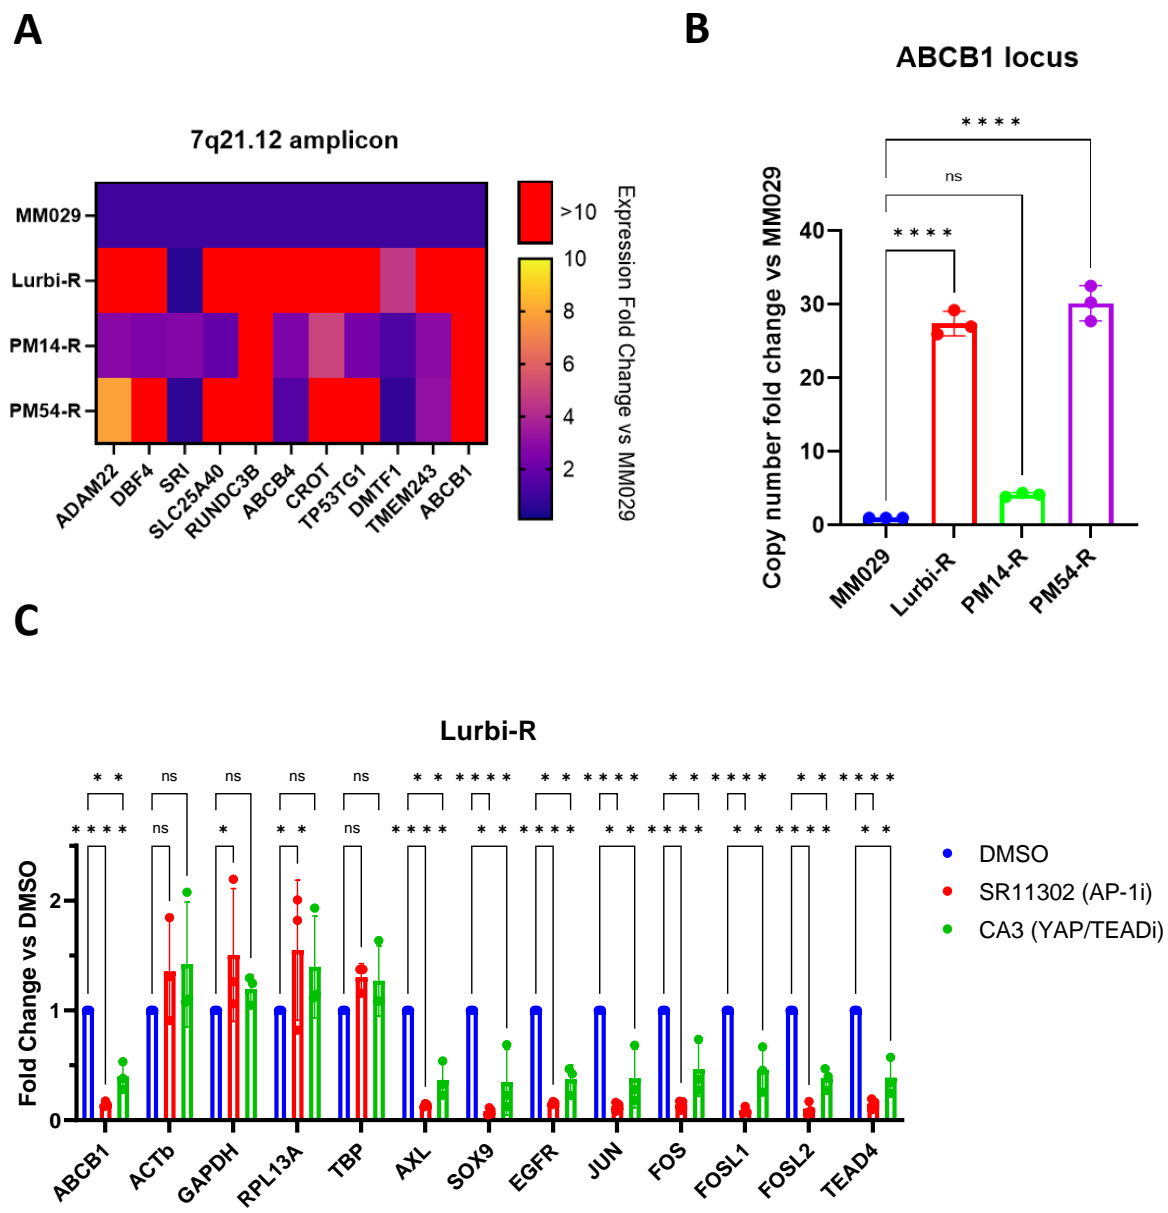 A
B
ABCB1 locus
7q21.12 amplicon
MM029
Lurbi-R
PM14-R
PM54-R
ADAM22
DBF4
SRI
SLC25A40
RUNDC3B
ABCB4
CROT
TP53TG1
DMTF1
TMEM243
ABCB1
>10
10
8
6
4
2
Expression Fold Change vs MM029
Copy number fold change vs MM029
40
30
20
10
0
****
ns
****
MM029
Lurbi-R
PM14-R
PM54-R
C
Lurbi-R
** ns ns ns ns ** **** ** **** ** **** ** ****
**** ns * ** ns **** ** **** ** **** ** **** **
Fold Change vs DMSO
2
1
0
ABCB1
ACTb
GAPDH
RPL13A
TBP
AXL
SOX9
EGFR
JUN
FOS
FOSL1
FOSL2
TEAD4
DMSO
SR11302 (AP-1i)
CA3 (YAP/TEADi)